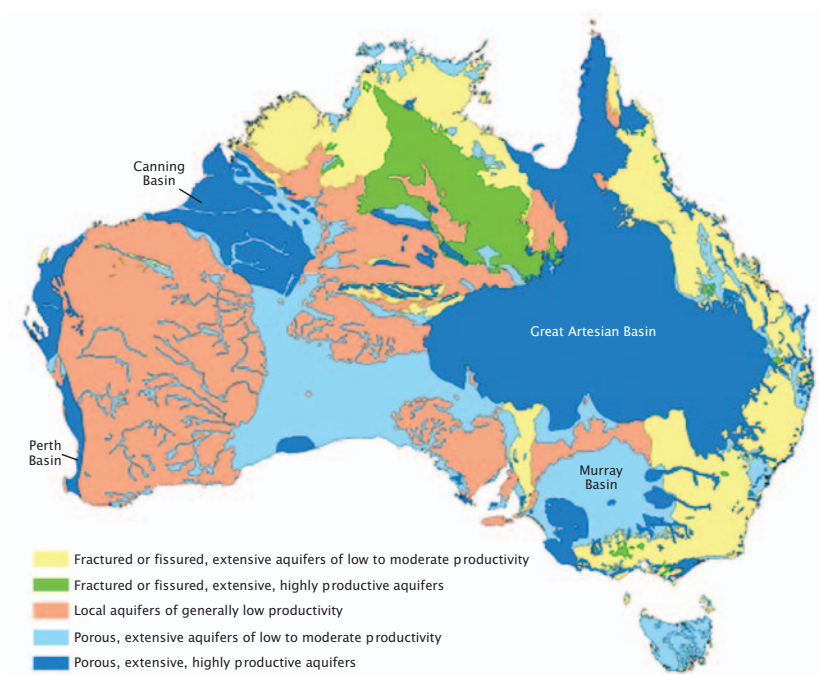 Canning
Basin
Great Artesian Basin
Perth
Basin
Murray
Basin
Fractured or fissured, extensive aquifers of low to moderate productivity
Fractured or fissured, extensive, highly productive aquifers
Local aquifers of generally low productivity
Porous, extensive aquifers of low to moderate productivity
Porous, extensive, highly productive aquifers